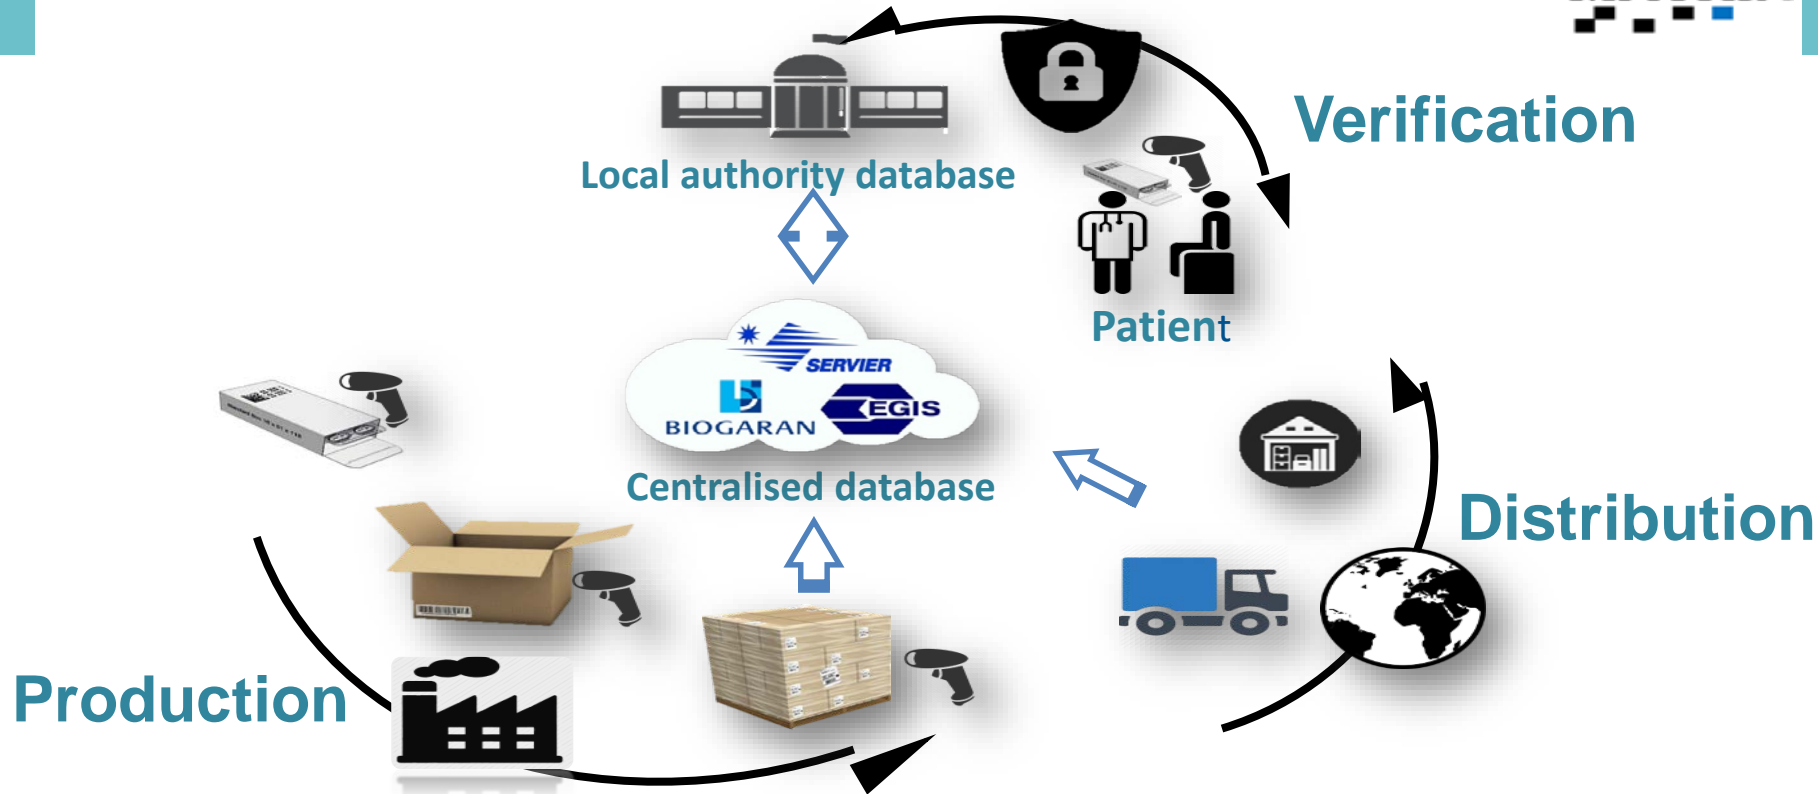 Verification
Local authority database
Patient
SERVIER
BIOGARAN
EGIS
Centralised database
Distribution
Production